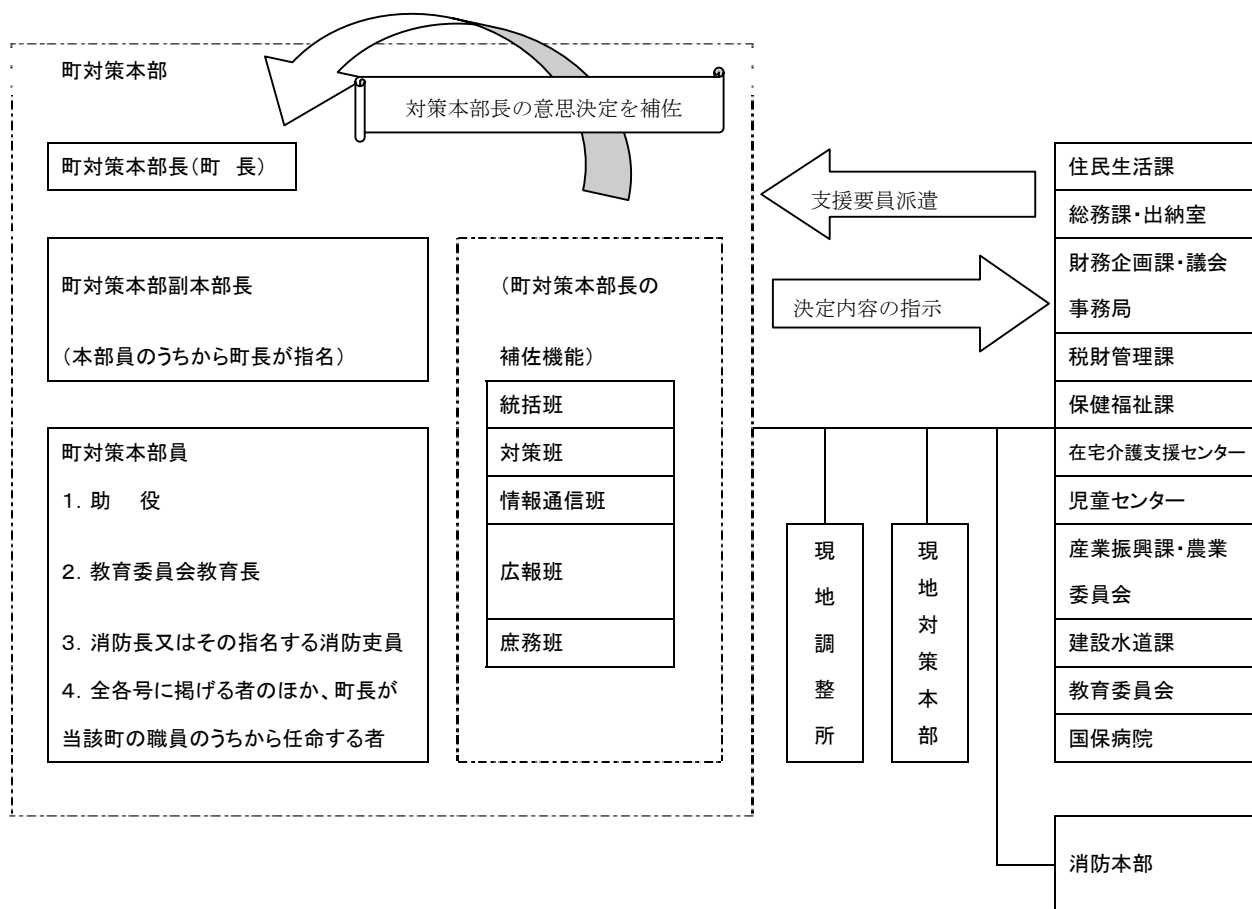 町対策本部
対策本部長の意思決定を補佐
町対策本部長(町　長)
町対策本部副本部長
(本部員のうちから町長が指名)
町対策本部員
1. 助　役
2. 教育委員会教育長
3. 消防長又はその指名する消防吏員
4. 全各号に掲げる者のほか、町長が
当該町の職員のうちから任命する者
(町対策本部長の
補佐機能)
統括班
対策班
情報通信班
広報班
庶務班
支援要員派遣
決定内容の指示
現地調整所
現地対策本部
住民生活課
総務課・出納室
財務企画課・議会
事務局
税財管理課
保健福祉課
在宅介護支援センター
児童センター
産業振興課・農業
委員会
建設水道課
教育委員会
国保病院
消防本部